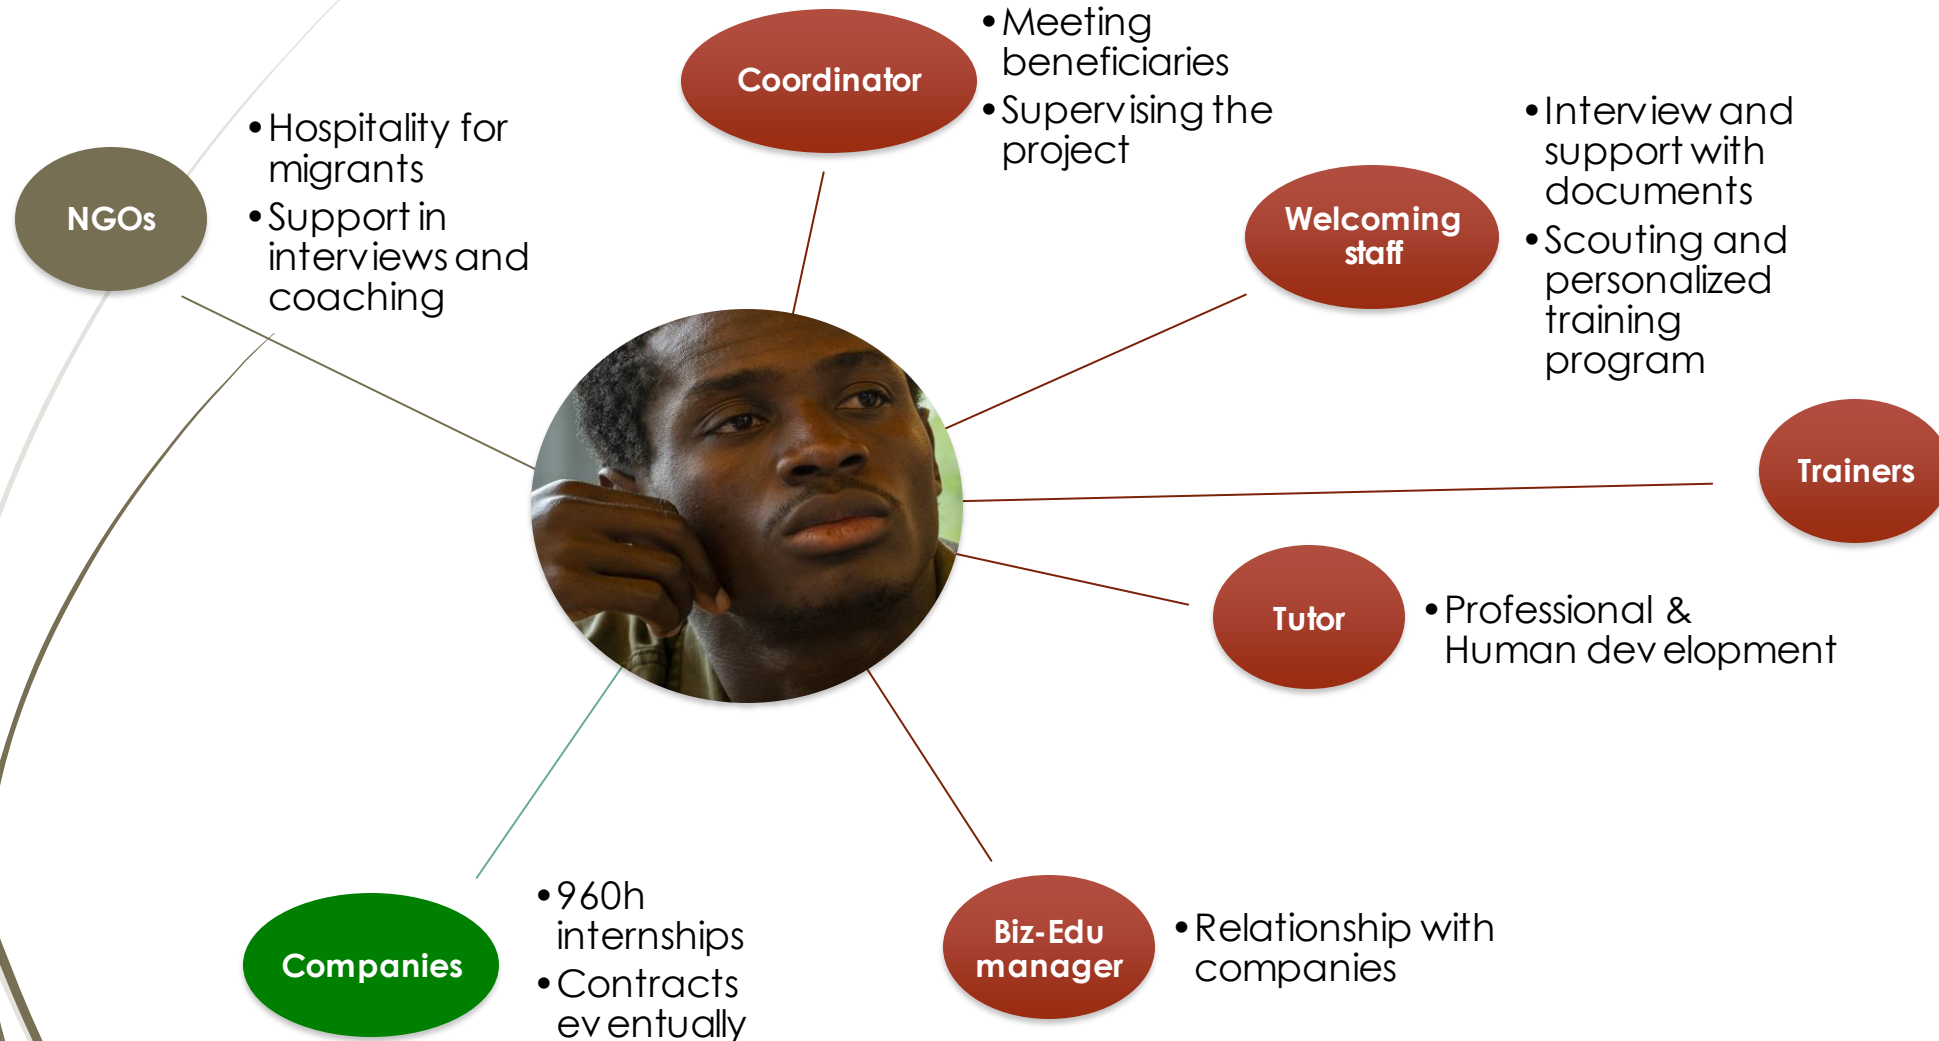 Coordinator
•Meeting
beneficiaries
•Supervising the
project
NGOs
•Hospitality for
migrants
•Support in
interviews and
coaching
Welcoming
staff
•Interview and
support with
documents
•Scouting and
personalized
training
program
Trainers
Tutor
•Professional &
Human development
Biz-Edu
manager
•Relationship with
companies
Companies
•960h
internships
•Contracts
eventually